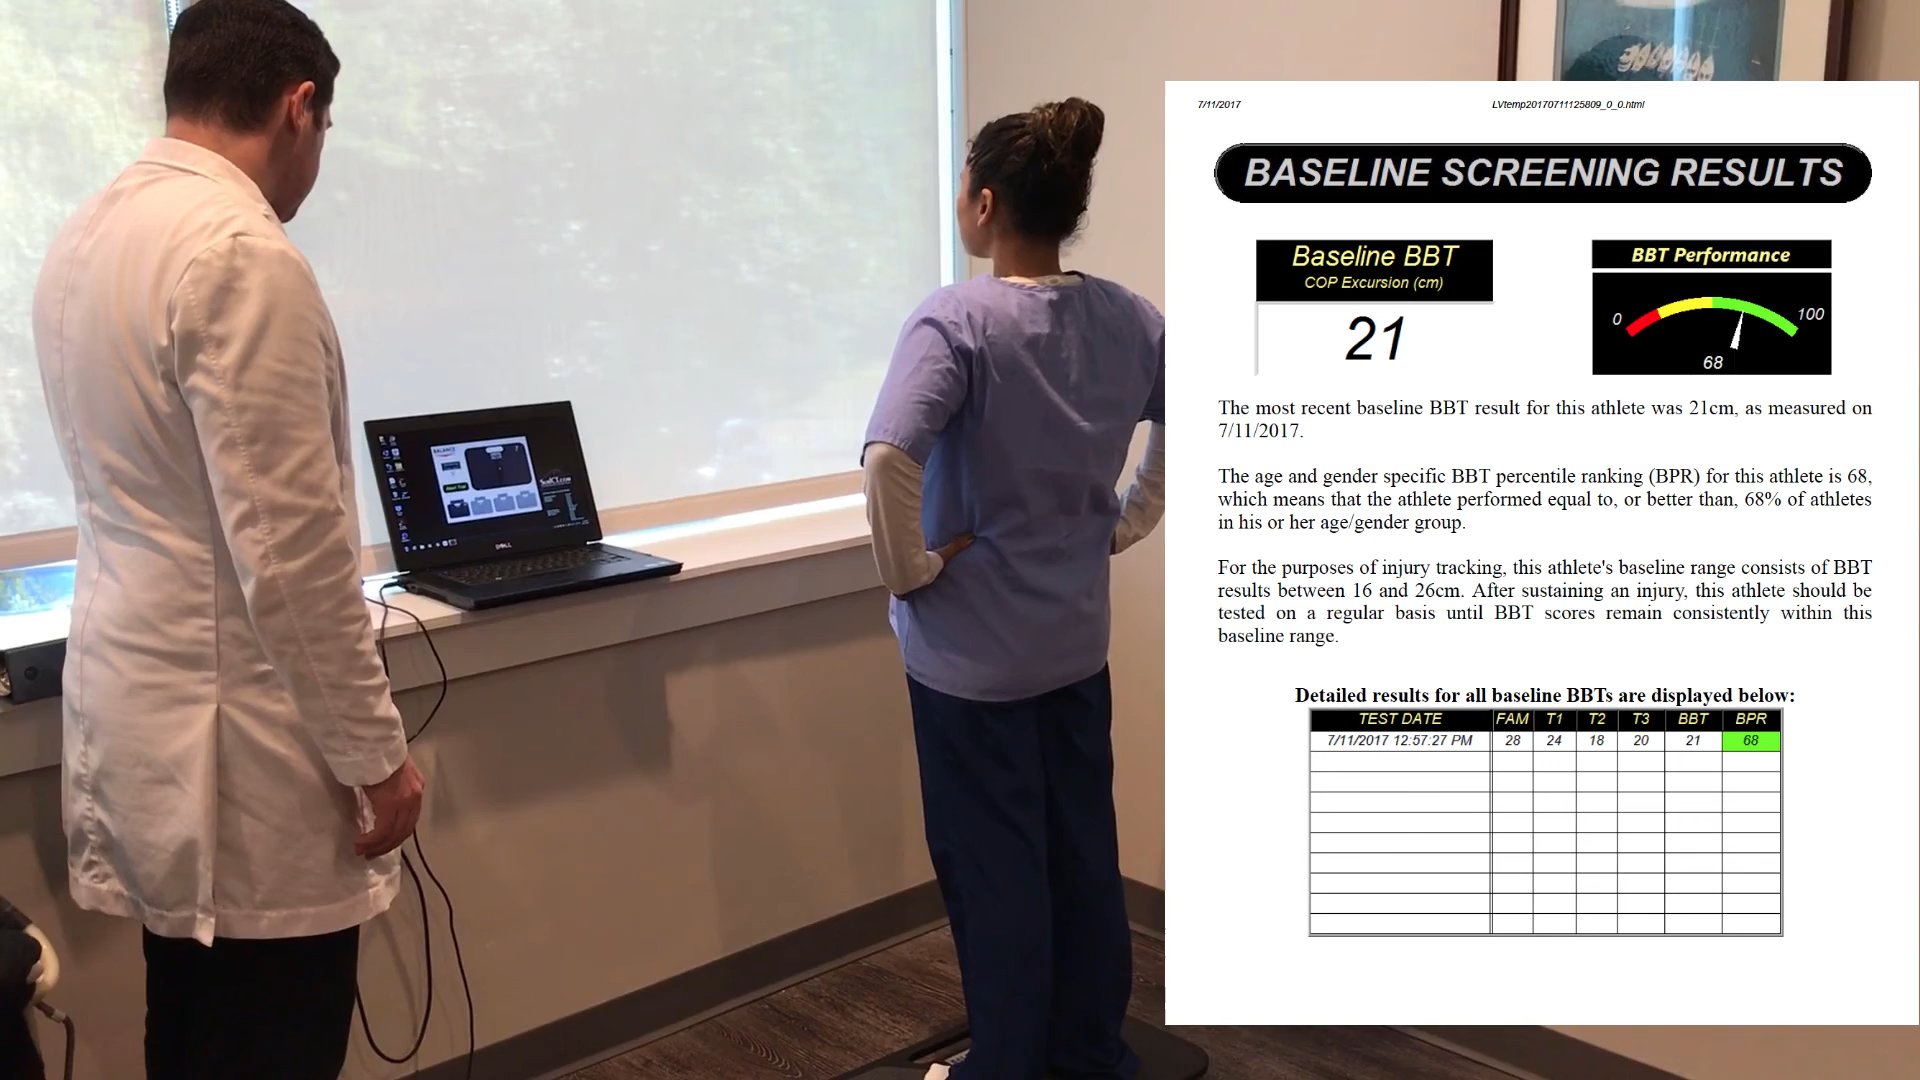 7/11/2017 LVtemp20170711125809_0_0.html
BASELINE SCREENING RESULTS
Baseline BBT
COP Excursion (cm)
21
BBT Performance
0
100
68
The most recent baseline BBT result for this athlete was 21cm, as measured on
7/11/2017.
The age and gender specific BBT percentile ranking (BPR) for this athlete is 68,
which means that the athlete performed equal to, or better than, 68% of athletes
in his or her age/gender group.
For the purposes of injury tracking, this athlete's baseline range consists of BBT
results between 16 and 26cm. After sustaining an injury, this athlete should be
tested on a regular basis until BBT scores remain consistently within this
baseline range.
Detailed results for all baseline BBTs are displayed below:
TEST DATE FAM T1 T2 T3 BBT BPR
7/11/2017 12:57:27 PM 28 24 18 20 21 68
BALANCE
DELL